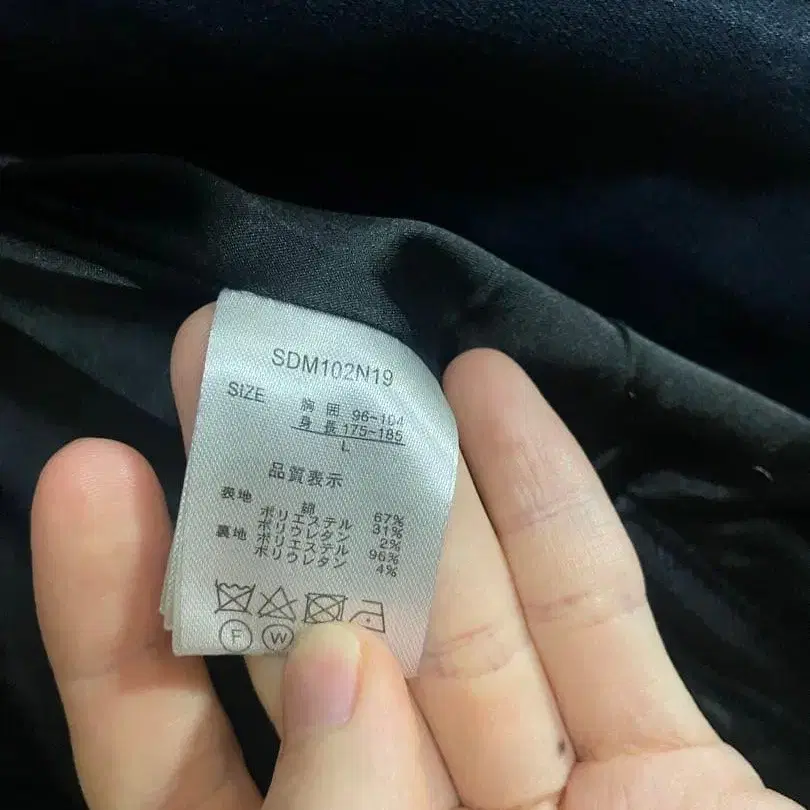 SDM102N19
SIZE
胸 囲 96-104
身 長 175-185
L
品質表示
表地 綿 67%
ポリエステル 31%
ポリウレタン 2%
裏地 ポリエステル 96%
ポリウレタン 4%
F W